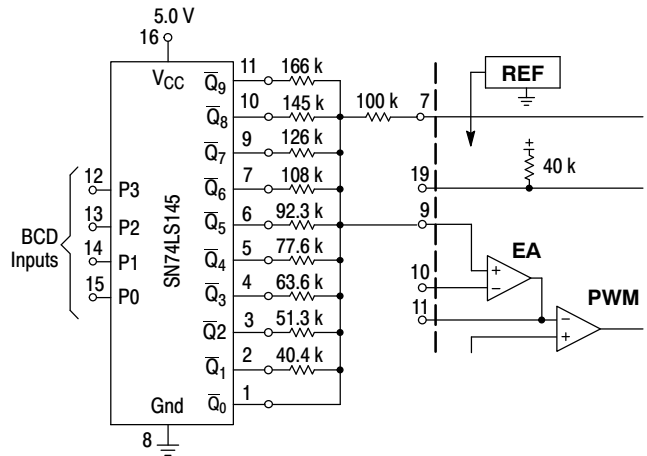 5.0 V
16
VCC
SN74LS145
BCD
Inputs
12
P3
13
P2
14
P1
15
P0
Q̅9 11 166 k
Q̅8 10 145 k
Q̅7 9 126 k
Q̅6 7 108 k
Q̅5 6 92.3 k
Q̅4 5 77.6 k
Q̅3 4 63.6 k
Q̅2 3 51.3 k
Q̅1 2 40.4 k
Q̅0 1
Gnd
8
100 k
7
REF
40 k
19
9
EA
+
−
10
11
PWM
−
+